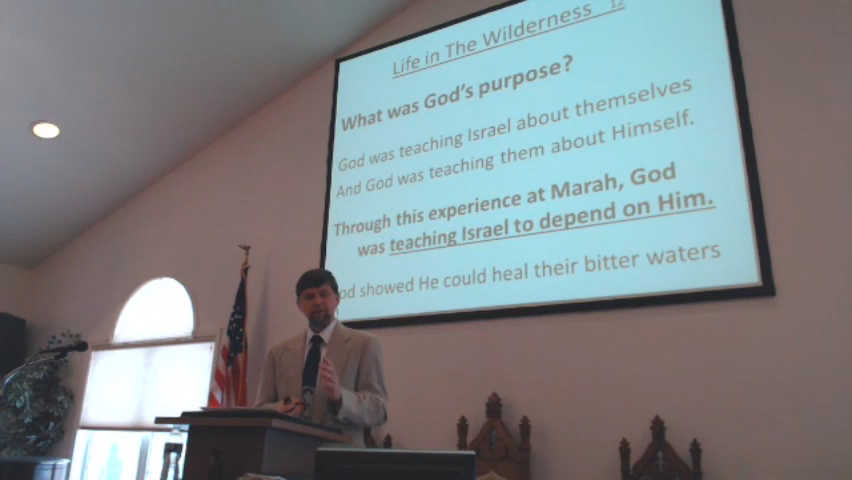 Life in The Wilderness 12
What was God's purpose?
God was teaching Israel about themselves
And God was teaching them about Himself.
Through this experience at Marah, God
was teaching Israel to depend on Him.
God showed He could heal their bitter waters